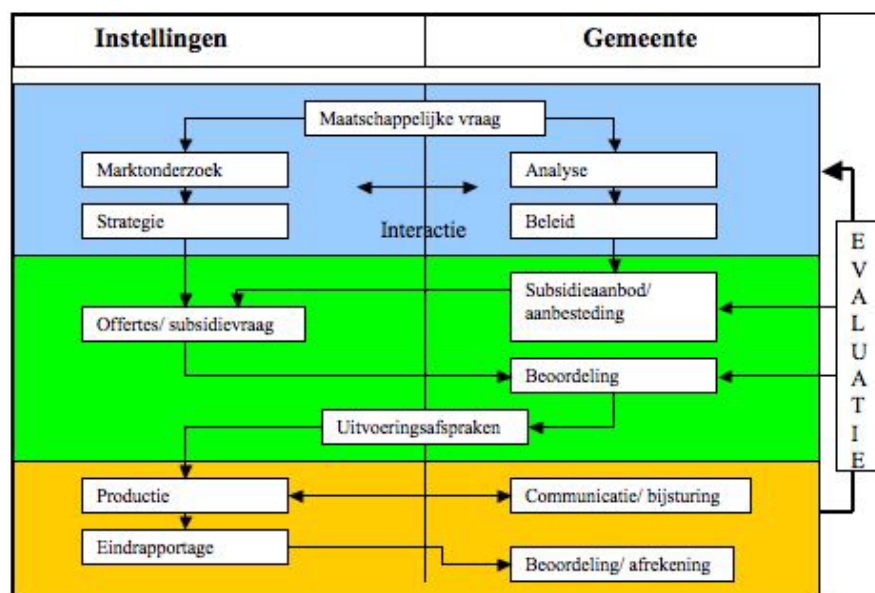 Instellingen
Gemeente
Maatschappelijke vraag
Marktonderzoek
Analyse
Strategie
Interactie
Beleid
Subsidieaanbod/
aanbesteding
Offertes/ subsidievraag
Beoordeling
Uitvoeringsafspraken
Productie
Communicatie/ bijsturing
Eindrapportage
Beoordeling/ afrekening
E
V
A
L
U
A
T
I
E